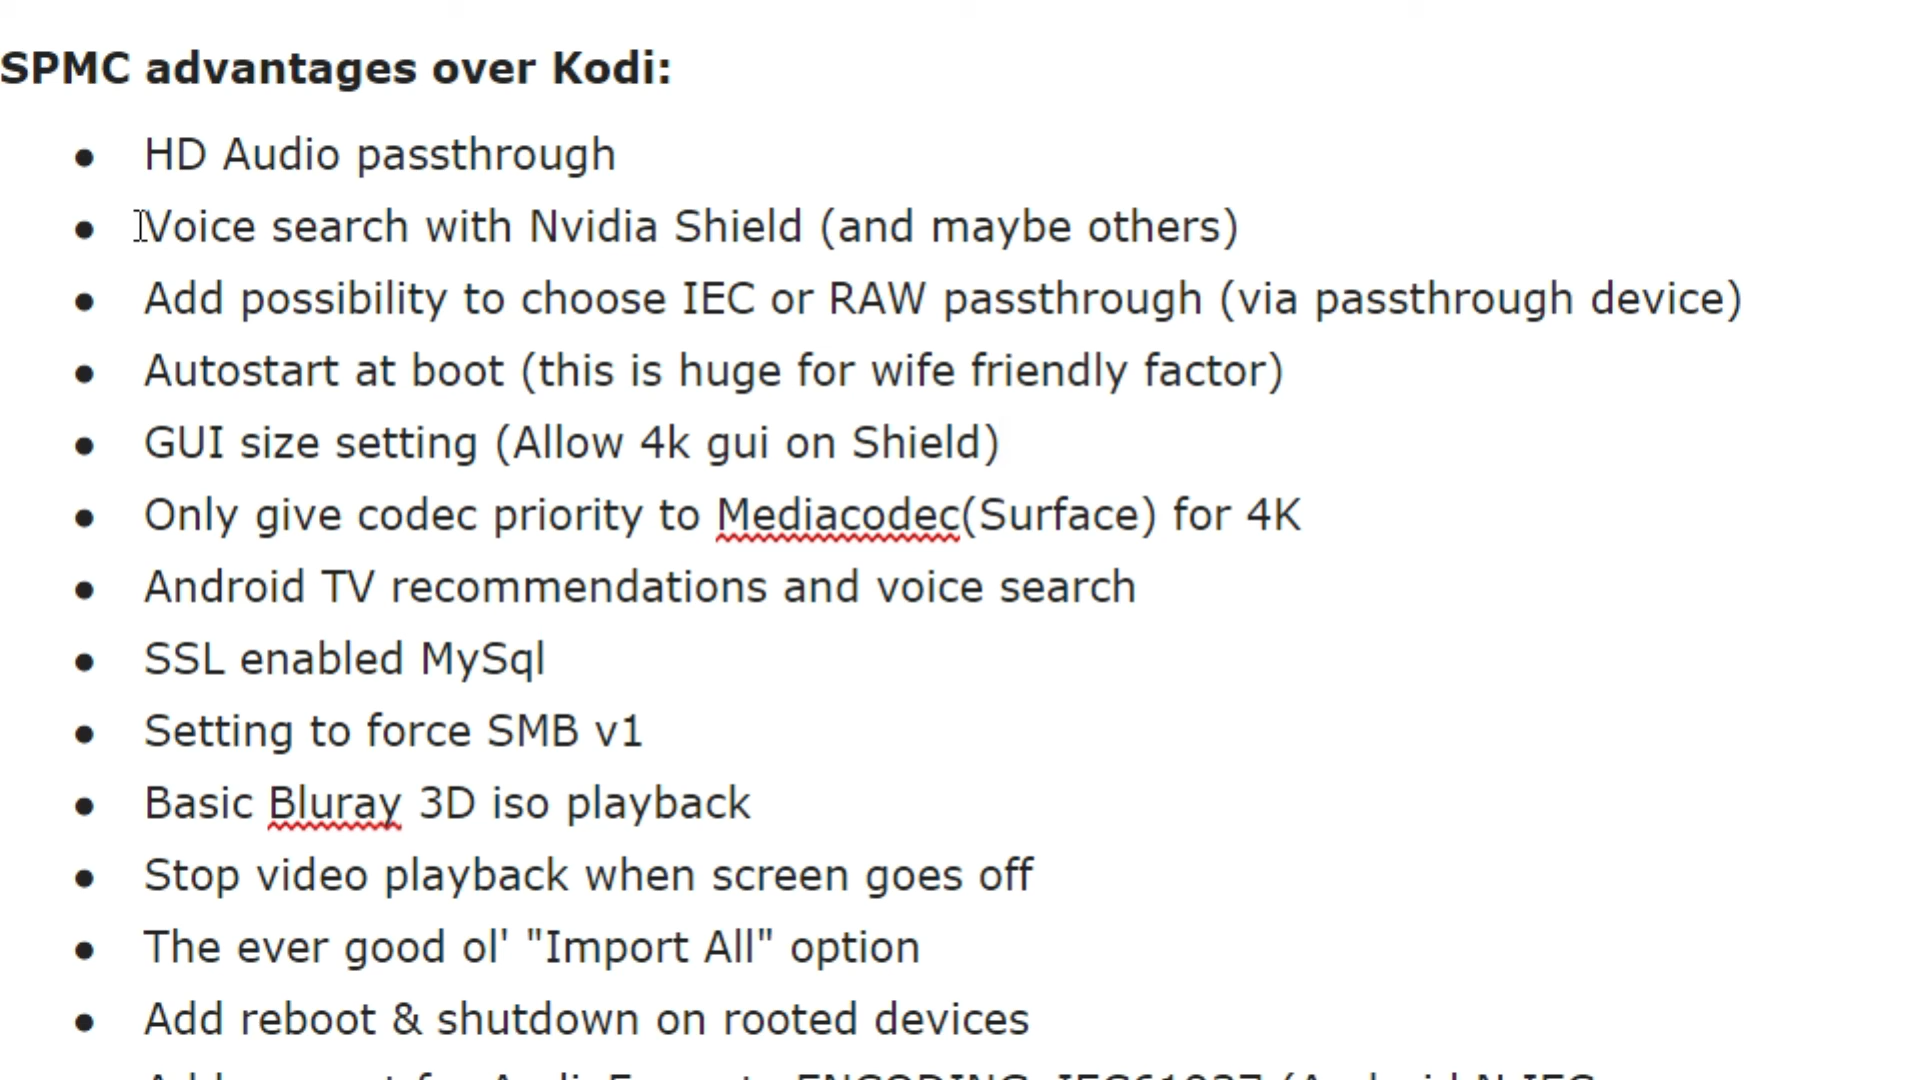 SPMC advantages over Kodi:
● HD Audio passthrough
● Voice search with Nvidia Shield (and maybe others)
● Add possibility to choose IEC or RAW passthrough (via passthrough device)
● Autostart at boot (this is huge for wife friendly factor)
● GUI size setting (Allow 4k gui on Shield)
● Only give codec priority to Mediacodec(Surface) for 4K
● Android TV recommendations and voice search
● SSL enabled MySql
● Setting to force SMB v1
● Basic Bluray 3D iso playback
● Stop video playback when screen goes off
● The ever good ol' "Import All" option
● Add reboot & shutdown on rooted devices